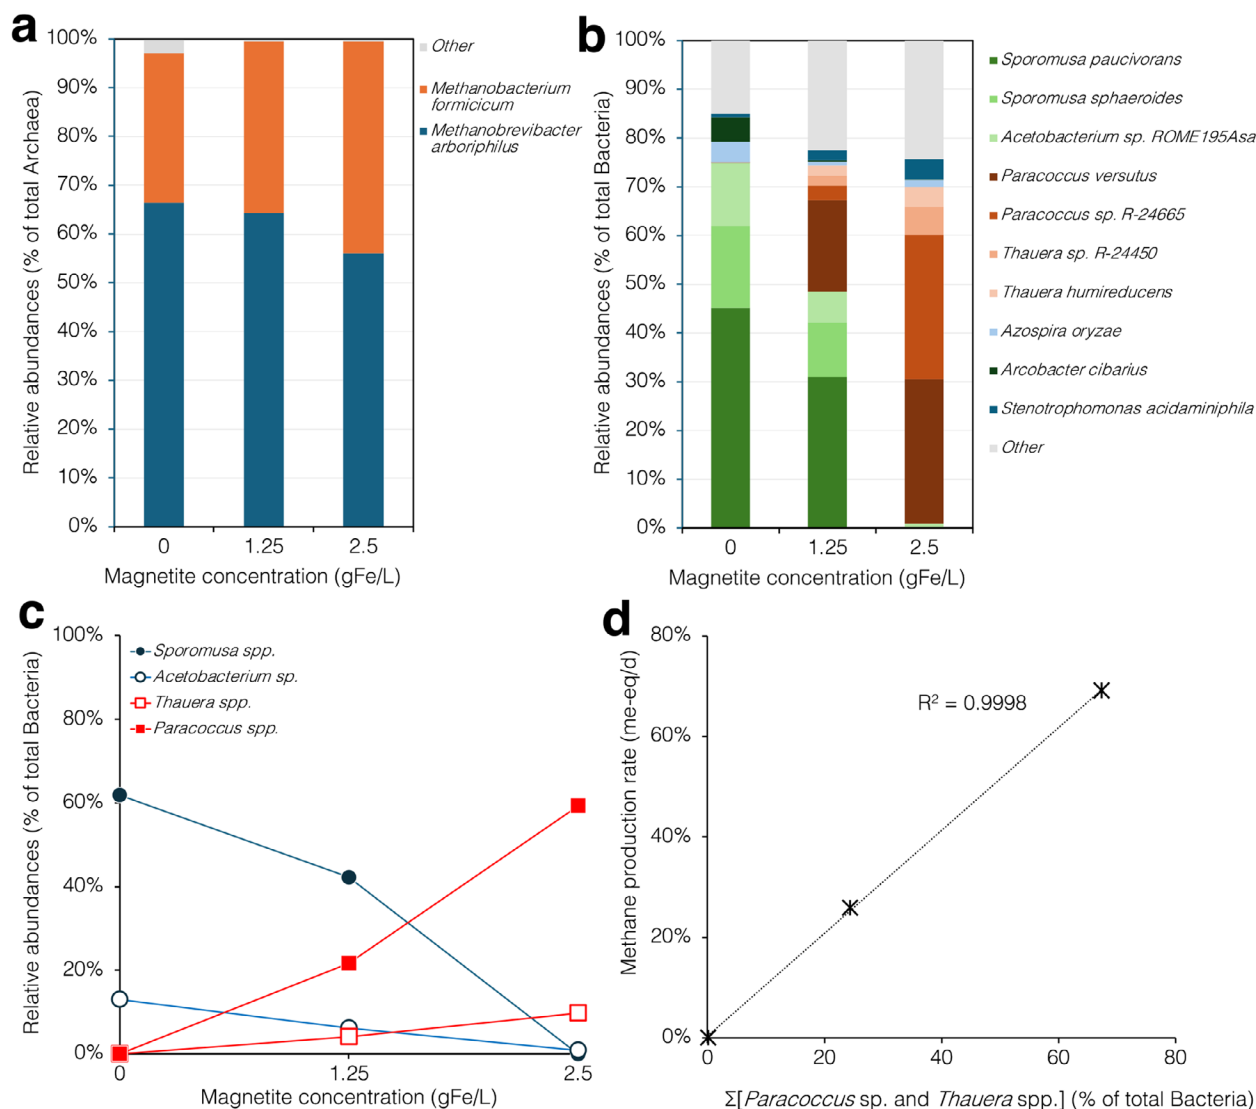 a
Relative abundances (% of total Archaea)
100%
90%
80%
70%
60%
50%
40%
30%
20%
10%
0%
0
1.25
2.5
Magnetite concentration (gFe/L)
Other
Methanobacterium
formicicum
Methanobrevibacter
arboriphilus
b
Relative abundances (% of total Bacteria)
100%
90%
80%
70%
60%
50%
40%
30%
20%
10%
0%
0
1.25
2.5
Magnetite concentration (gFe/L)
Sporomusa paucivorans
Sporomusa sphaeroides
Acetobacterium sp. ROME195Asa
Paracoccus versutus
Paracoccus sp. R-24665
Thauera sp. R-24450
Thauera humireducens
Azospira oryzae
Arcobacter cibarius
Stenotrophomonas acidaminiphila
Other
c
Relative abundances (% of total Bacteria)
100%
80%
60%
40%
20%
0%
0
1.25
2.5
Magnetite concentration (gFe/L)
Sporomusa spp.
Acetobacterium sp.
Thauera spp.
Paracoccus spp.
d
Methane production rate (me-eq/d)
80%
60%
40%
20%
0%
R² = 0.9998
0
20
40
60
80
Σ[Paracoccus sp. and Thauera spp.] (% of total Bacteria)